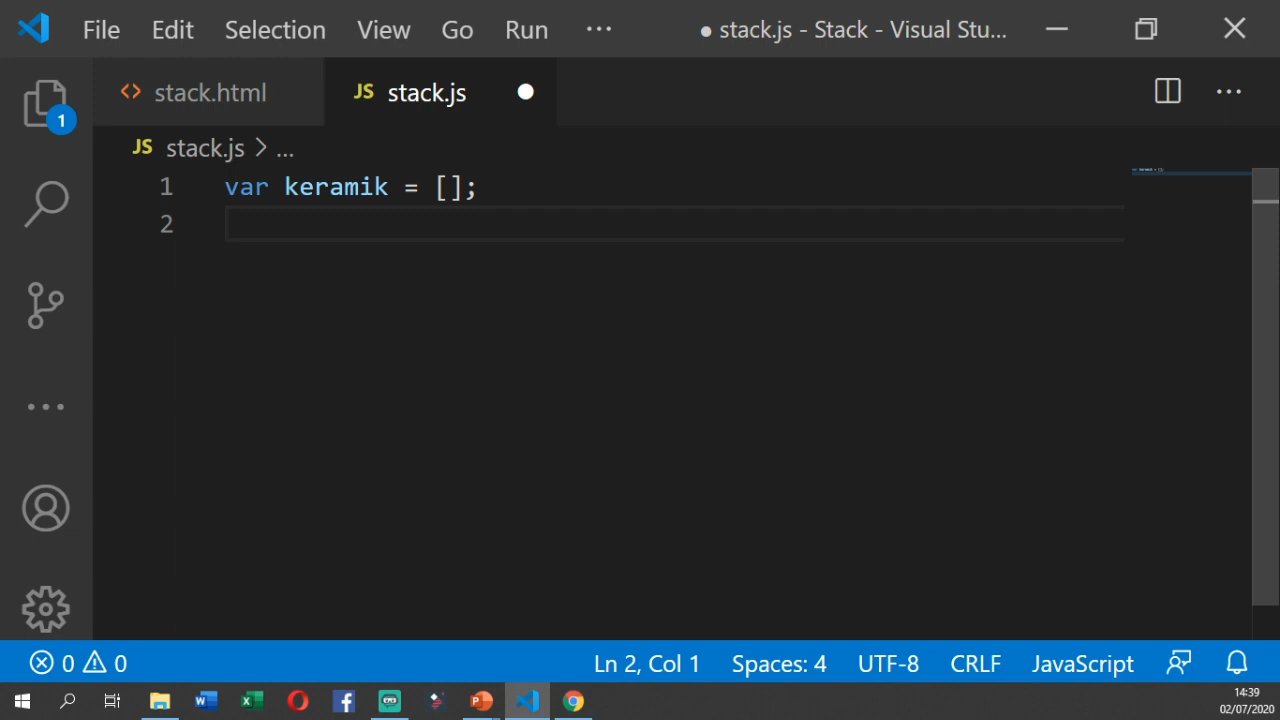 File Edit Selection View Go Run ··· ● stack.js - Stack - Visual Stu...
<> stack.html JS stack.js ● ···
1
JS stack.js > ...
1 var keramik = [];
2
0 0 Ln 2, Col 1 Spaces: 4 UTF-8 CRLF JavaScript
14:39
02/07/2020